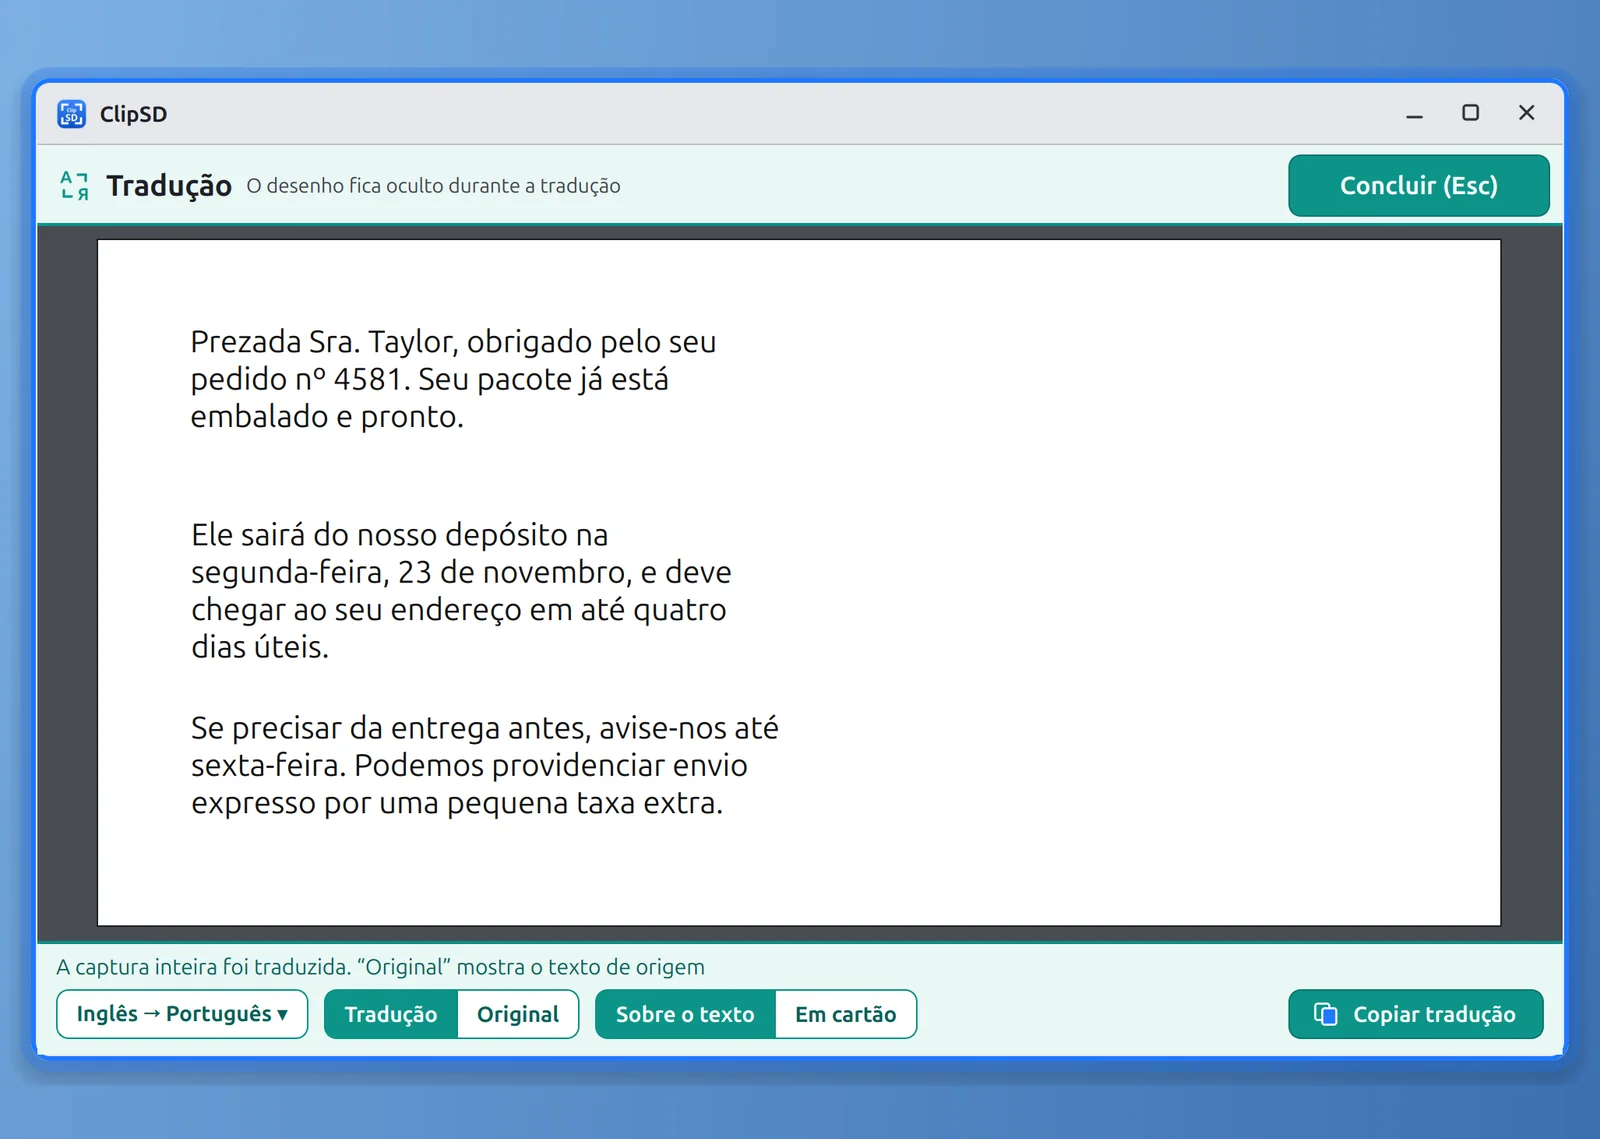 Clip SD
ClipSD
A Я
Tradução O desenho fica oculto durante a tradução
Concluir (Esc)
Prezada Sra. Taylor, obrigado pelo seu
pedido nº 4581. Seu pacote já está
embalado e pronto.
Ele sairá do nosso depósito na
segunda-feira, 23 de novembro, e deve
chegar ao seu endereço em até quatro
dias úteis.
Se precisar da entrega antes, avise-nos até
sexta-feira. Podemos providenciar envio
expresso por uma pequena taxa extra.
A captura inteira foi traduzida. “Original” mostra o texto de origem
Inglês → Português ▾
Tradução Original
Sobre o texto Em cartão
Copiar tradução